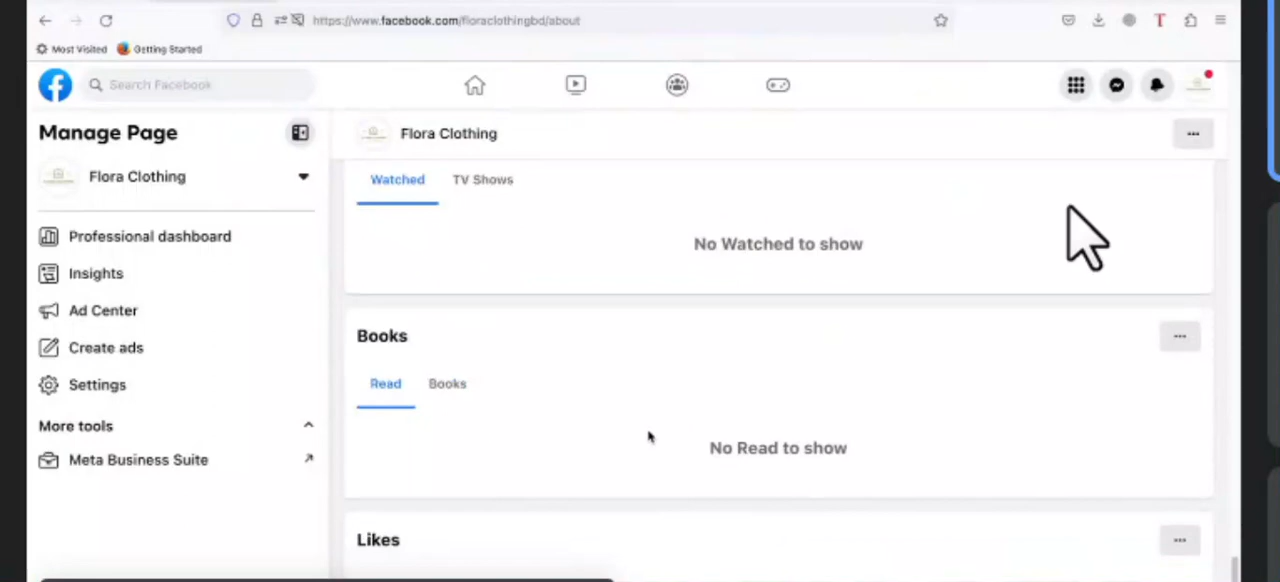 https://www.facebook.com/floraclothingbd/about
Most Visited Getting Started
Search Facebook
Manage Page
Flora Clothing
Professional dashboard
Insights
Ad Center
Create ads
Settings
More tools
Meta Business Suite
Flora Clothing
Watched TV Shows
No Watched to show
Books
Read Books
No Read to show
Likes